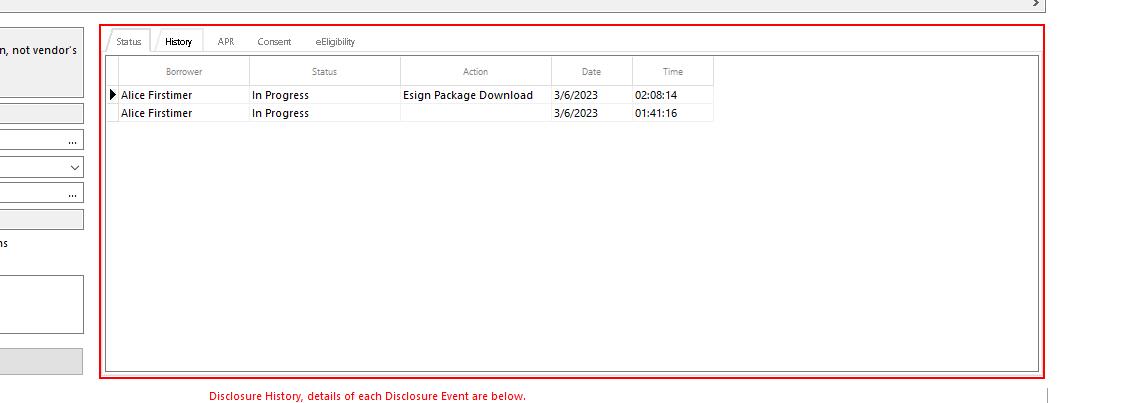 n, not vendor's
...
...
ns
Status History APR Consent eEligibility
Borrower Status Action Date Time
Alice Firstimer In Progress Esign Package Download 3/6/2023 02:08:14
Alice Firstimer In Progress 3/6/2023 01:41:16
Disclosure History, details of each Disclosure Event are below.